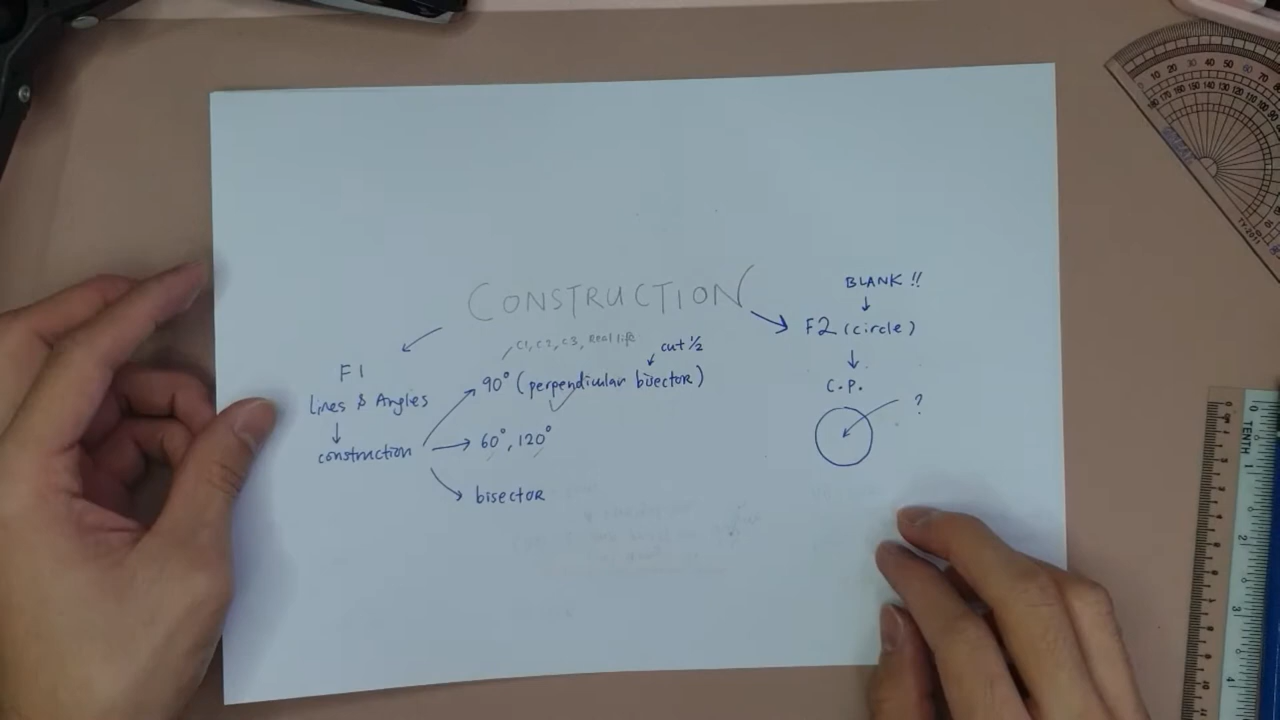 CONSTRUCTION
BLANK !!
F2 (circle)
C.P.
?
C1, C2, C3, Real life
cut 1/2
90° (perpendicular bisector)
F1
Lines & Angles
construction
60°, 120°
bisector
TENTH